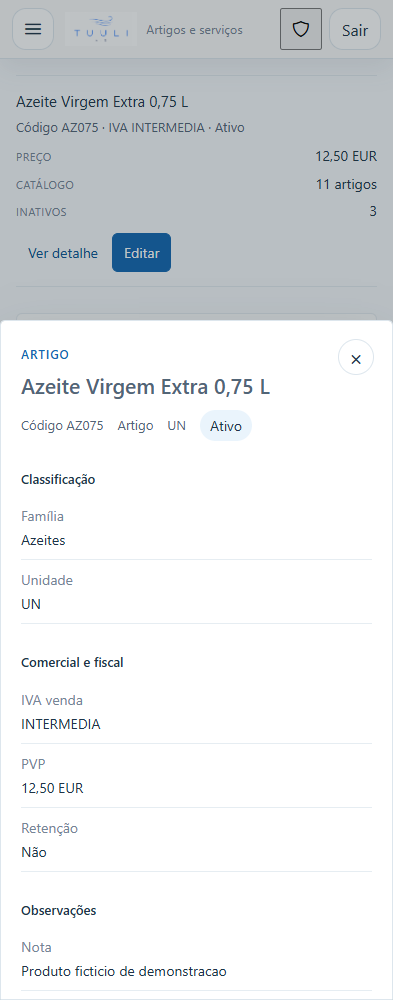 TUULI
Artigos e serviços
Sair
Azeite Virgem Extra 0,75 L
Código AZ075 · IVA INTERMEDIA · Ativo
PREÇO 12,50 EUR
CATÁLOGO 11 artigos
INATIVOS 3
Ver detalhe Editar
ARTIGO
Azeite Virgem Extra 0,75 L
Código AZ075 Artigo UN Ativo
Classificação
Família
Azeites
Unidade
UN
Comercial e fiscal
IVA venda
INTERMEDIA
PVP
12,50 EUR
Retenção
Não
Observações
Nota
Produto ficticio de demonstracao